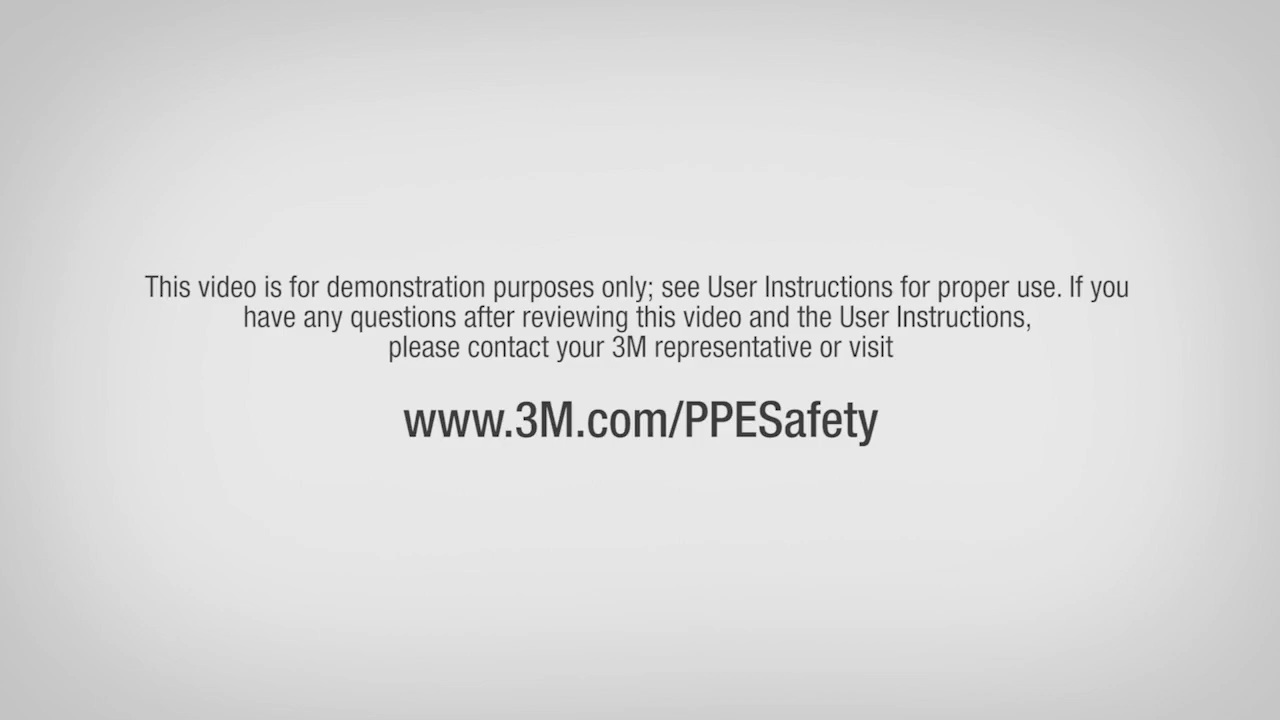 This video is for demonstration purposes only; see User Instructions for proper use. If you
have any questions after reviewing this video and the User Instructions,
please contact your 3M representative or visit
www.3M.com/PPESafety